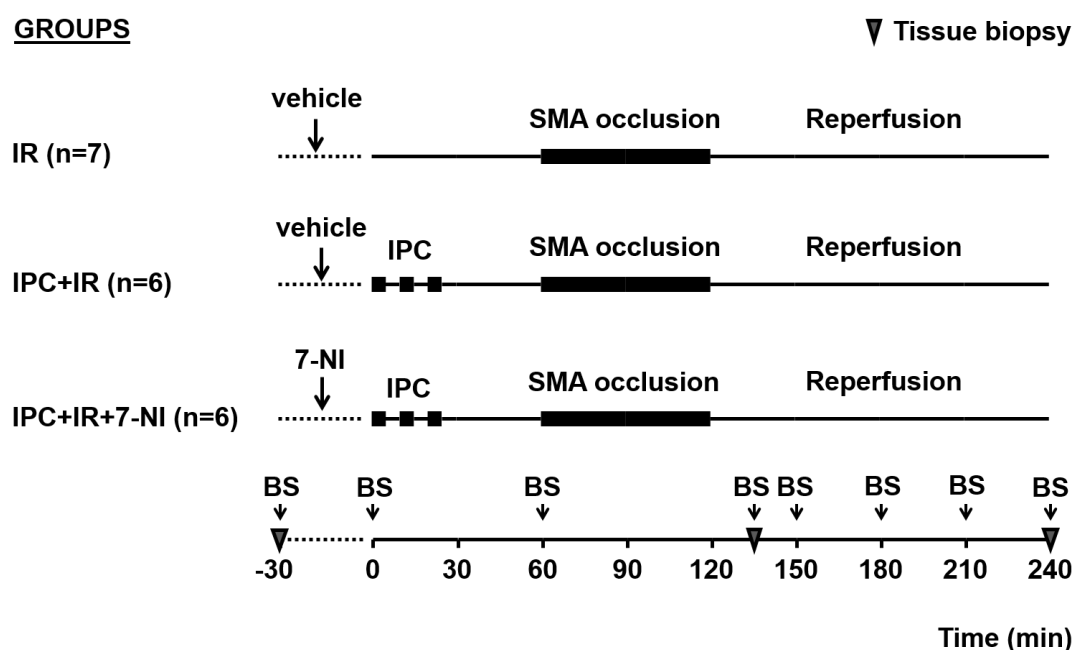 GROUPS
Tissue biopsy
vehicle
SMA occlusion Reperfusion
IR (n=7)
vehicle
IPC SMA occlusion Reperfusion
IPC+IR (n=6)
7-NI
IPC SMA occlusion Reperfusion
IPC+IR+7-NI (n=6)
BS BS BS BS BS BS BS BS
-30 0 30 60 90 120 150 180 210 240
Time (min)